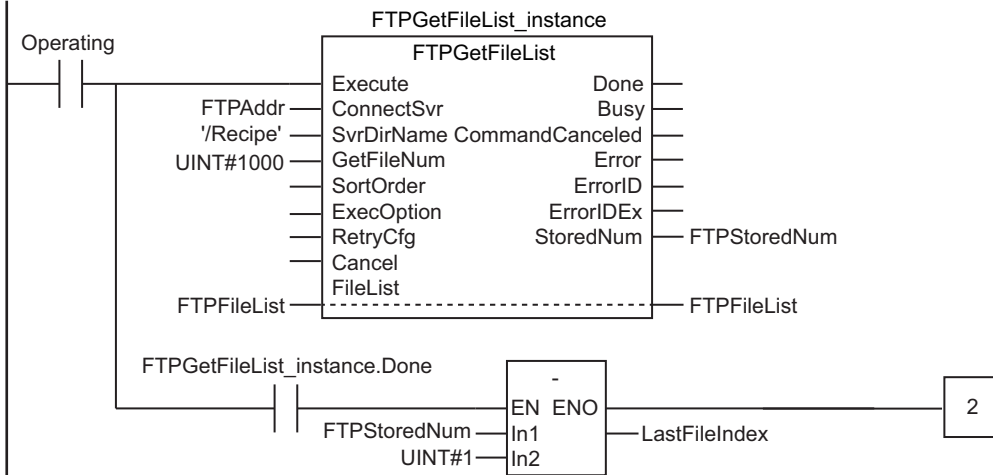 FTPGetFileList_instance
Operating
FTPGetFileList
Execute Done
FTPAddr ConnectSvr Busy
'/Recipe' SvrDirName CommandCanceled
UINT#1000 GetFileNum Error
SortOrder ErrorID
ExecOption ErrorIDEx
RetryCfg StoredNum FTPStoredNum
Cancel
FileList
FTPFileList FTPFileList
FTPGetFileList_instance.Done
-
EN ENO 2
FTPStoredNum In1 LastFileIndex
UINT#1 In2